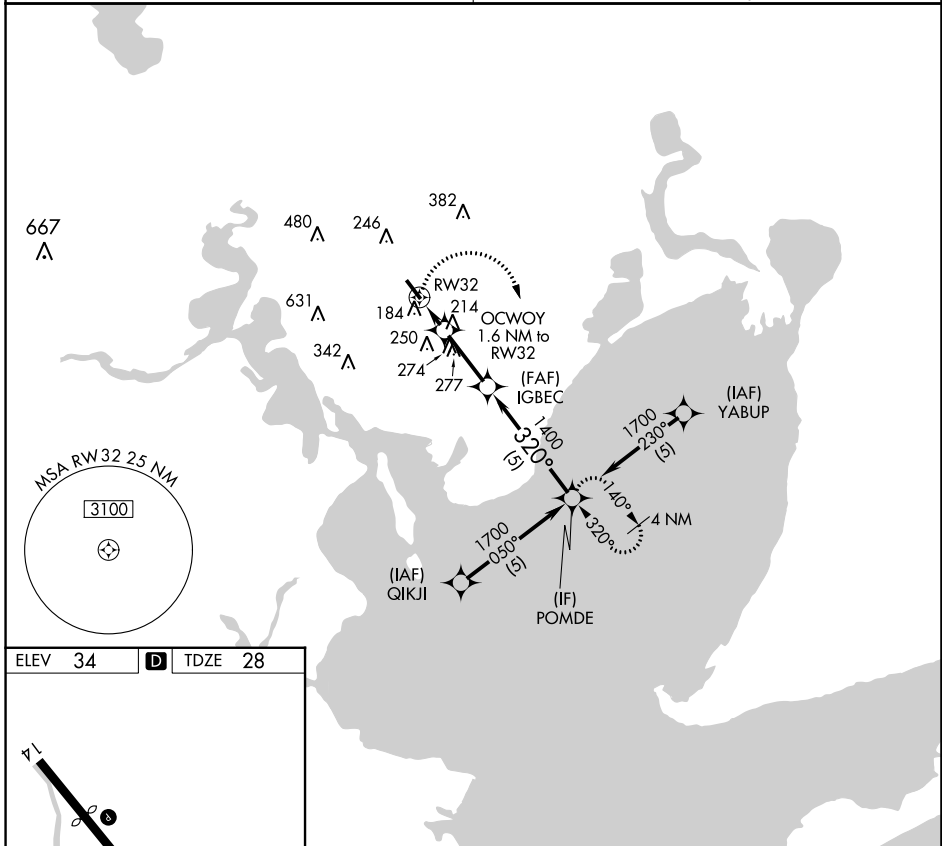 382
480
246
667
RW32
631
184
214
OCWOY
1.6 NM to
RW32
250
342
274
277
(FAF)
IGBEC
(IAF)
YABUP
1400
320°
(5)
1700
230°
(5)
MSA RW32 25 NM
3100
140°
4 NM
320°
1700
050°
(5)
(IAF)
QIKJI
(IF)
POMDE
ELEV 34
D
TDZE 28
14
P